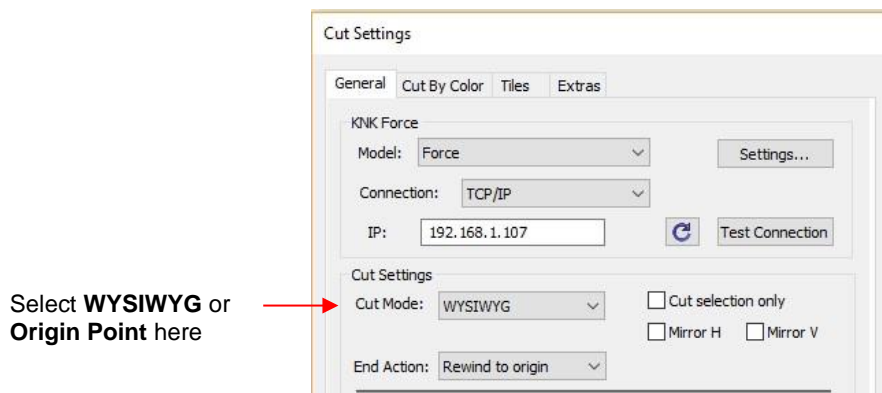 Cut Settings
General Cut By Color Tiles Extras
KNK Force
Model: Force Settings...
Connection: TCP/IP
IP: 192.168.1.107 Test Connection
Cut Settings
Select WYSIWYG or
Origin Point here
Cut Mode: WYSIWYG Cut selection only
Mirror H Mirror V
End Action: Rewind to origin